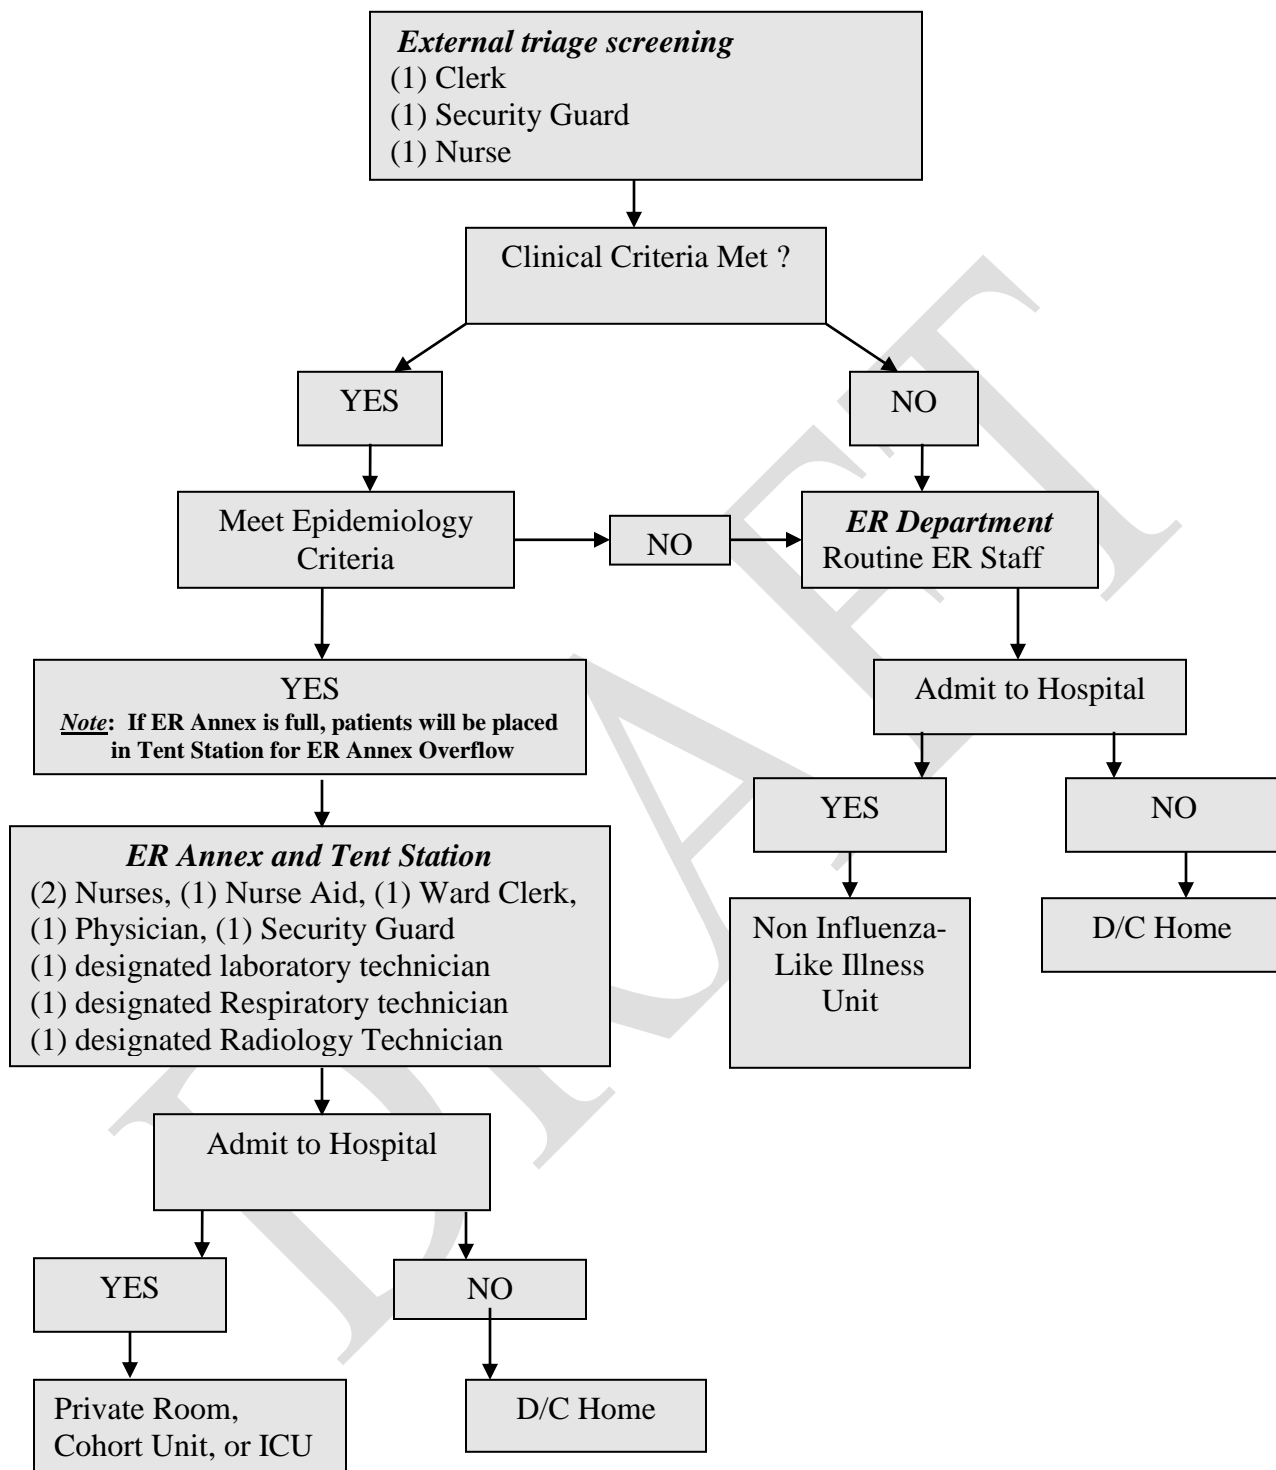 External triage screening
(1) Clerk
(1) Security Guard
(1) Nurse
Clinical Criteria Met ?
YES
NO
Meet Epidemiology
Criteria
NO
ER Department
Routine ER Staff
YES
Note: If ER Annex is full, patients will be placed
in Tent Station for ER Annex Overflow
Admit to Hospital
YES
NO
ER Annex and Tent Station
(2) Nurses, (1) Nurse Aid, (1) Ward Clerk,
(1) Physician, (1) Security Guard
(1) designated laboratory technician
(1) designated Respiratory technician
(1) designated Radiology Technician
Non Influenza-
Like Illness
Unit
D/C Home
Admit to Hospital
YES
NO
Private Room,
Cohort Unit, or ICU
D/C Home
DRAFT